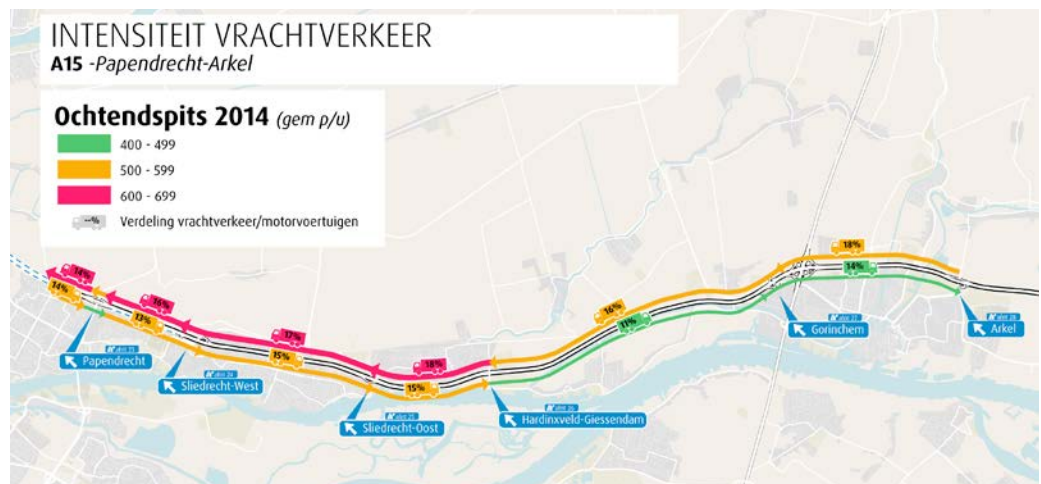 INTENSITEIT VRACHTVERKEER
A15 -Papendrecht-Arkel
Ochtendspits 2014 (gem p/u)
400 - 499
500 - 599
600 - 699
--% Verdeling vrachtverkeer/motorvoertuigen
18%
14%
14%
14%
16%
16%
13%
11%
17%
15%
18%
15%
Gorinchem
Arkel
Papendrecht
Sliedrecht-West
Hardinxveld-Giessendam
Sliedrecht-Oost